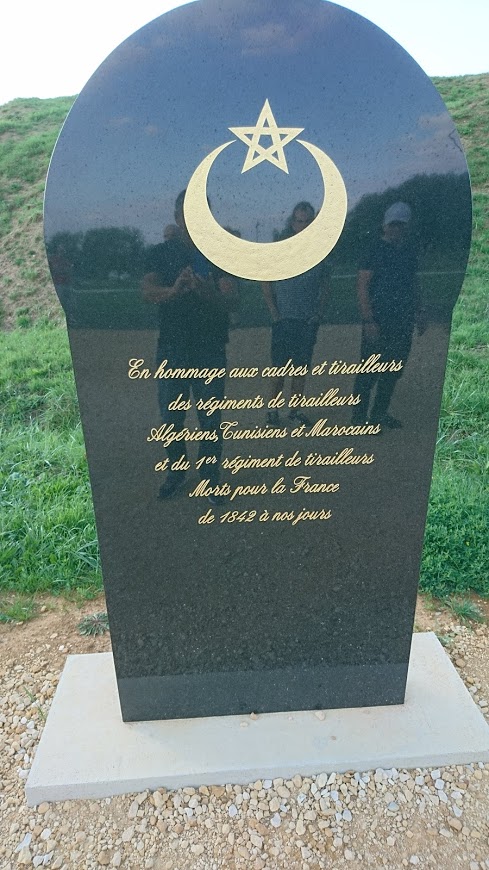 En hommage aux cadres et tirailleurs
des régiments de tirailleurs
Algériens, Tunisiens et Marocains
et du 1er régiment de tirailleurs
Morts pour la France
de 1842 à nos jours